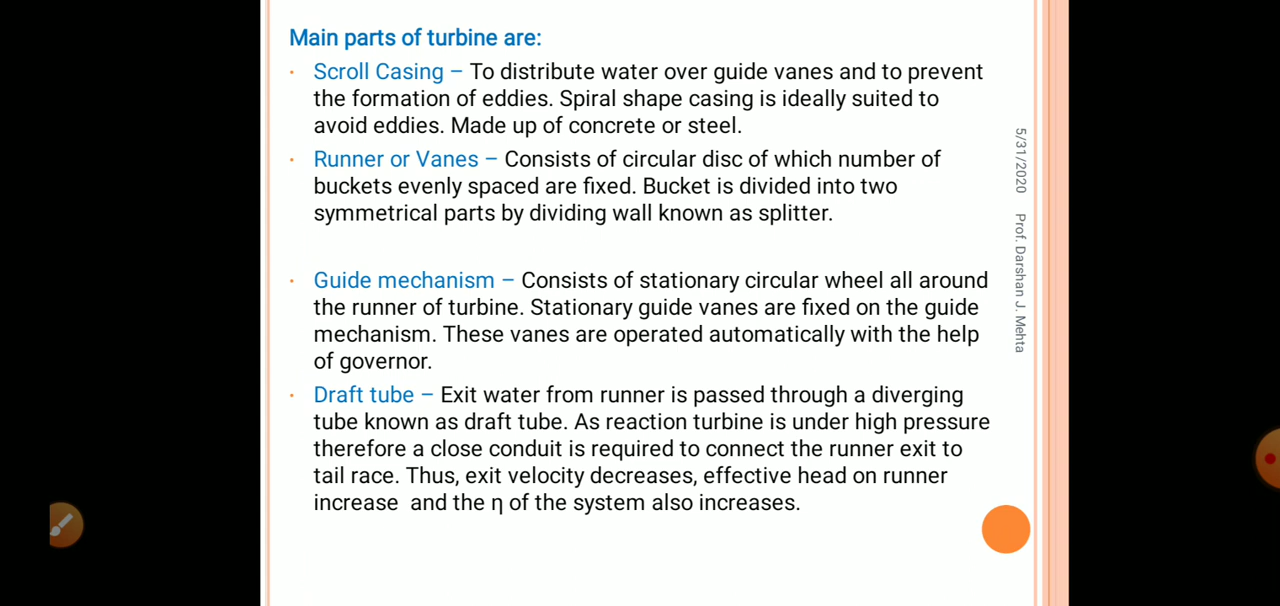 Main parts of turbine are:
· Scroll Casing – To distribute water over guide vanes and to prevent
the formation of eddies. Spiral shape casing is ideally suited to
avoid eddies. Made up of concrete or steel.
· Runner or Vanes – Consists of circular disc of which number of
buckets evenly spaced are fixed. Bucket is divided into two
symmetrical parts by dividing wall known as splitter.
· Guide mechanism – Consists of stationary circular wheel all around
the runner of turbine. Stationary guide vanes are fixed on the guide
mechanism. These vanes are operated automatically with the help
of governor.
· Draft tube – Exit water from runner is passed through a diverging
tube known as draft tube. As reaction turbine is under high pressure
therefore a close conduit is required to connect the runner exit to
tail race. Thus, exit velocity decreases, effective head on runner
increase  and the η of the system also increases.
5/31/2020 Prof. Darshan J. Mehta